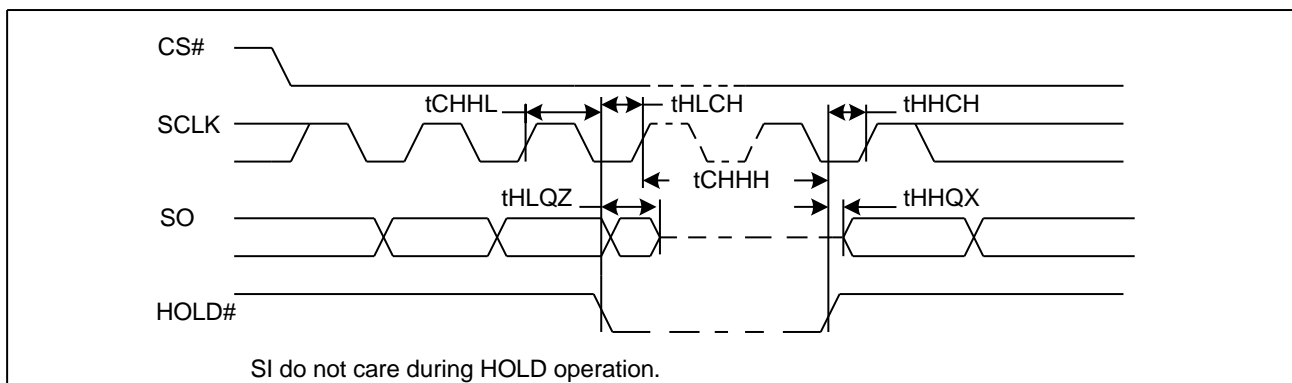 CS#
tCHHL
tHLCH
tHHCH
SCLK
tCHHH
tHLQZ
tHHQX
SO
HOLD#
SI do not care during HOLD operation.